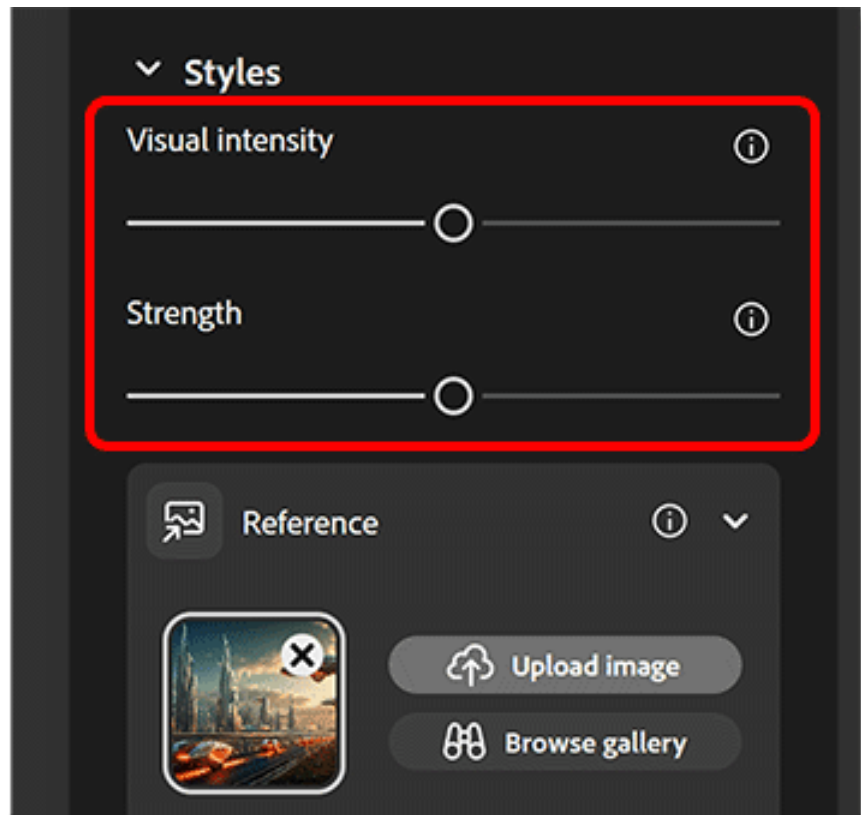 Styles
Visual intensity
Strength
Reference
Upload image
Browse gallery